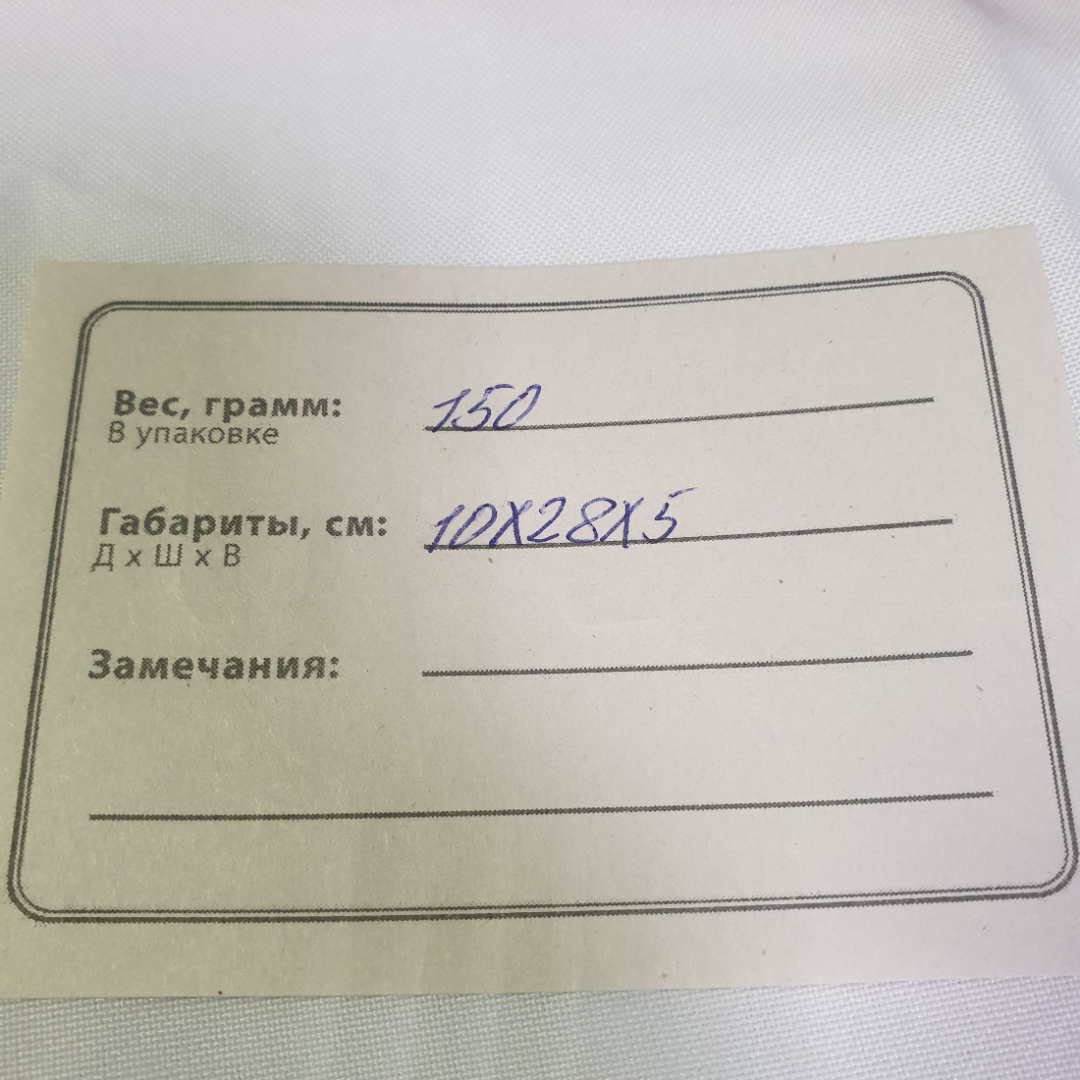 Вес, грамм: 150
В упаковке
Габариты, см: 10X28X5
Д х Ш х В
Замечания: